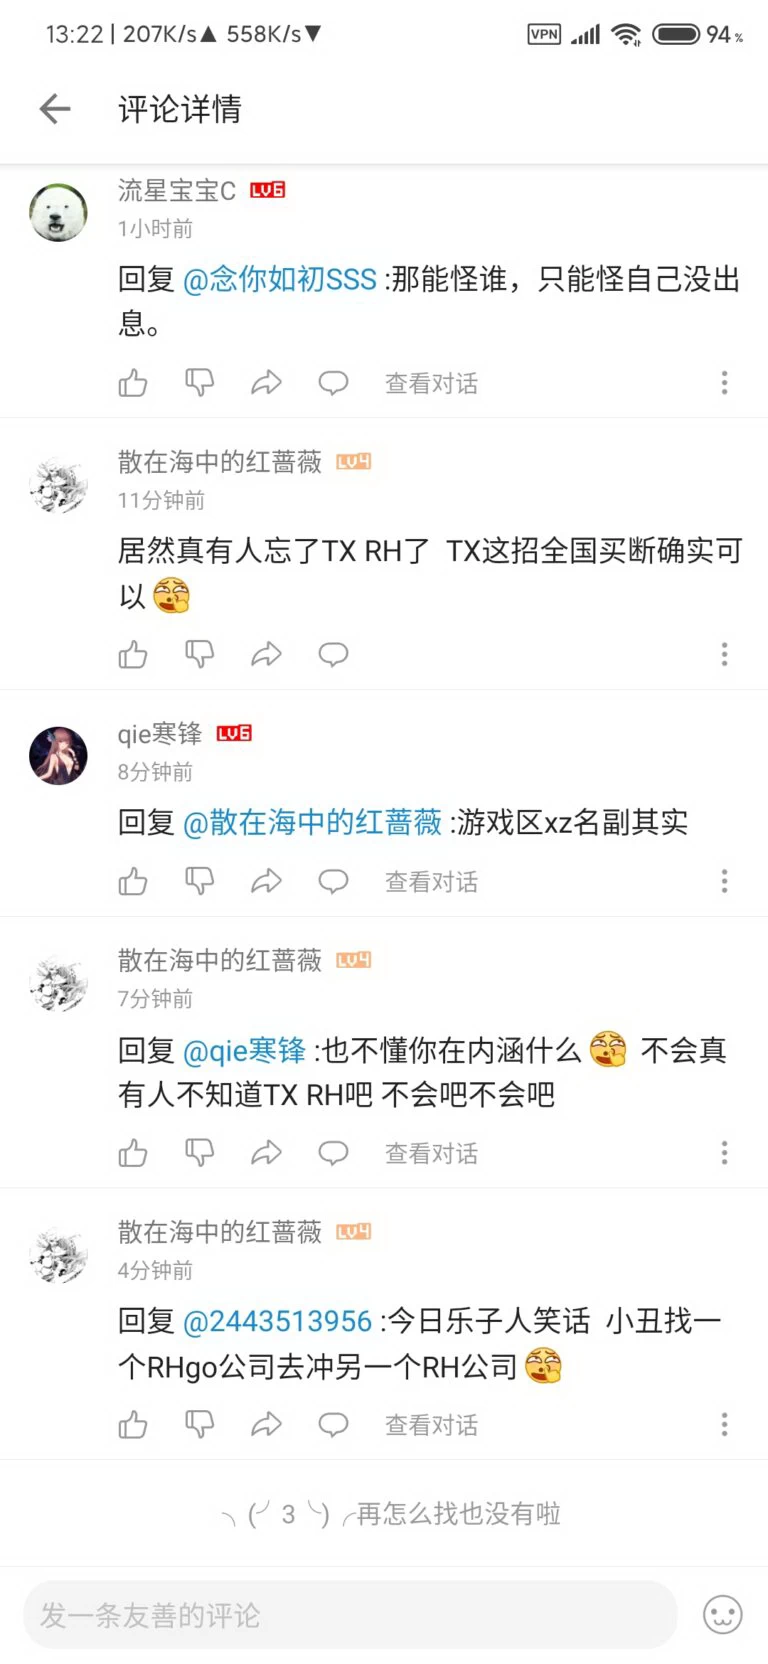 13:22 | 207K/s▲ 558K/s▼ VPN 94%
评论详情
流星宝宝C LV6
1小时前
回复 @念你如初SSS :那能怪谁，只能怪自己没出
息。
查看对话
散在海中的红蔷薇 LV4
11分钟前
居然真有人忘了TX RH了 TX这招全国买断确实可
以
qie寒锋 LV6
8分钟前
回复 @散在海中的红蔷薇 :游戏区xz名副其实
查看对话
散在海中的红蔷薇 LV4
7分钟前
回复 @qie寒锋 :也不懂你在内涵什么 不会真
有人不知道TX RH吧 不会吧不会吧
查看对话
散在海中的红蔷薇 LV4
4分钟前
回复 @2443513956 :今日乐子人笑话 小丑找一
个RHgo公司去冲另一个RH公司
查看对话
╮(╯3╰)╭再怎么找也没有啦
发一条友善的评论